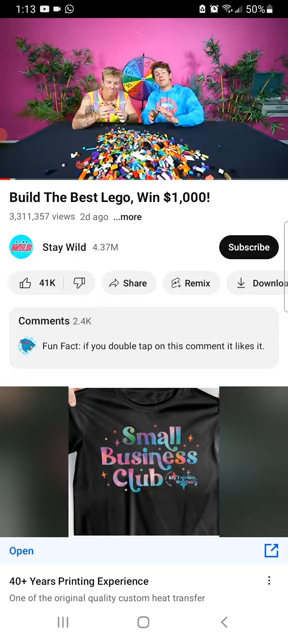 1:13
50%
Build The Best Lego, Win $1,000!
3,311,357 views 2d ago ...more
Stay Wild 4.37M
Subscribe
41K
Share
Remix
Downloa
Comments 2.4K
Fun Fact: if you double tap on this comment it likes it.
Small
Business
Club
Open
40+ Years Printing Experience
One of the original quality custom heat transfer